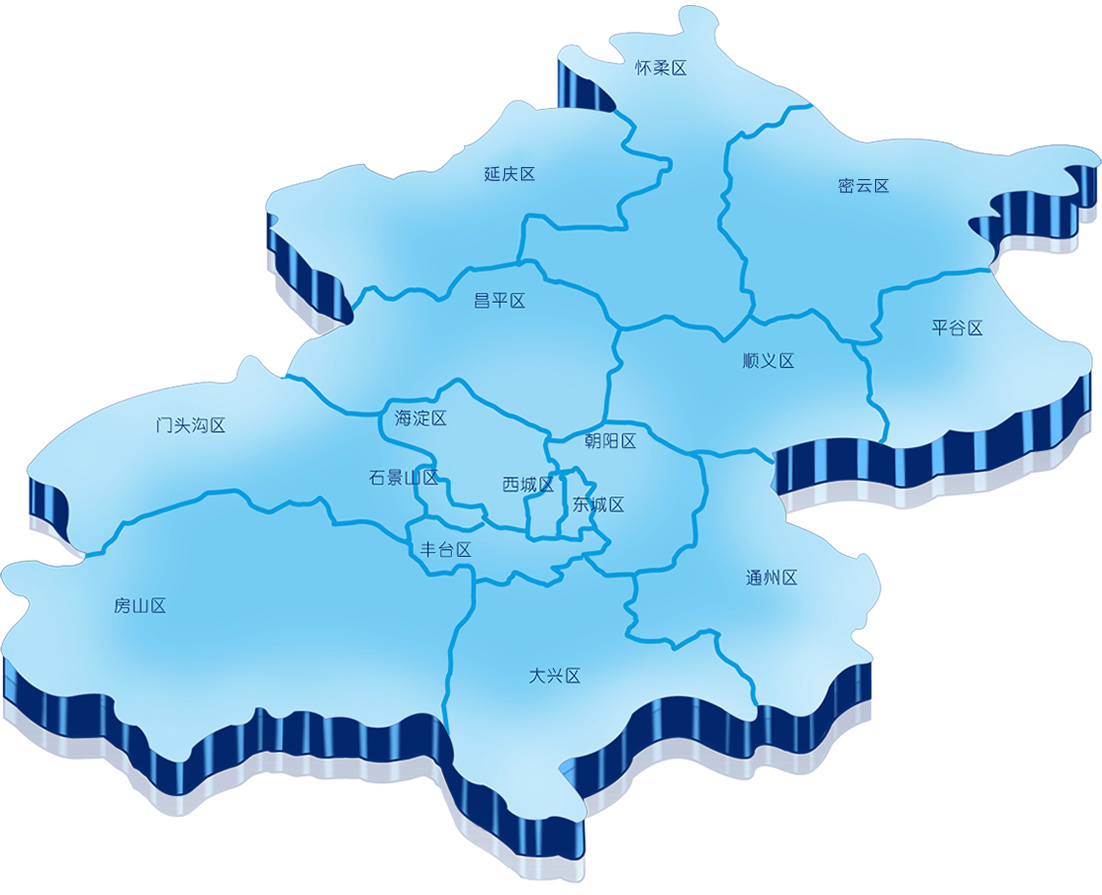 怀柔区
延庆区
密云区
昌平区
平谷区
顺义区
海淀区
门头沟区
朝阳区
石景山区
西城区
东城区
丰台区
通州区
房山区
大兴区